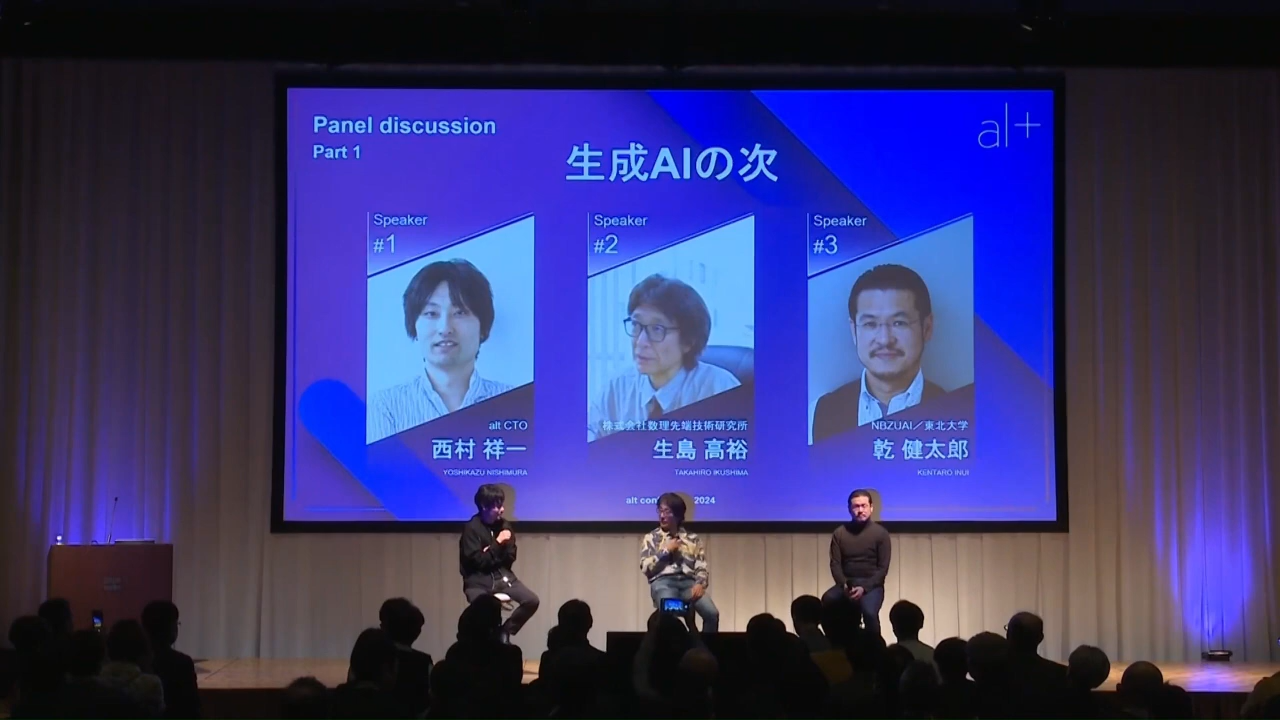 Panel discussion
Part 1
al+
生成AIの次
Speaker
#1
Speaker
#2
Speaker
#3
alt CTO
西村 祥一
YOSHIKAZU NISHIMURA
株式会社数理先端技術研究所
生島 高裕
TAKAHIRO IKUSHIMA
NBZUAI／東北大学
乾 健太郎
KENTARO INUI
alt con 2024